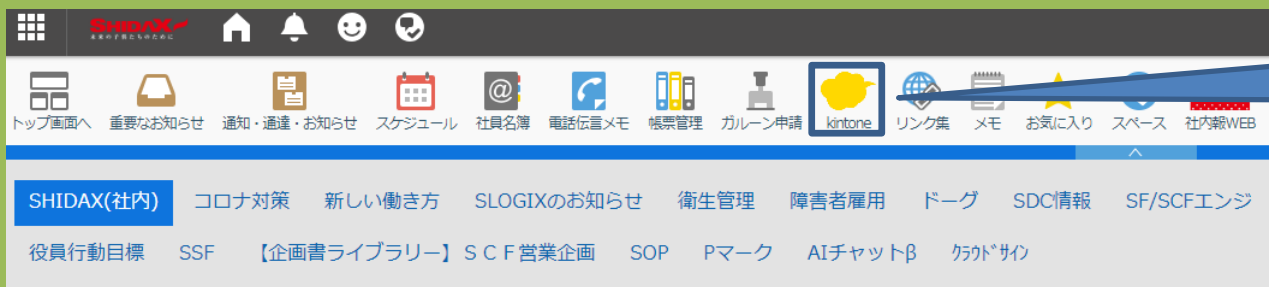 SHIDAX
未来の子供たちのために
トップ画面へ 重要なお知らせ 通知・通達・お知らせ スケジュール 社員名簿 電話伝言メモ 帳票管理 ガルーン申請 kintone リンク集 メモ お気に入り スペース 社内報WEB
SHIDAX(社内) コロナ対策 新しい働き方 SLOGIXのお知らせ 衛生管理 障害者雇用 ドーグ SDC情報 SF/SCFエンジ
役員行動目標 SSF 【企画書ライブラリー】ＳＣＦ営業企画 SOP Pマーク AIチャットβ ｸﾗｳﾄﾞｻｲﾝ